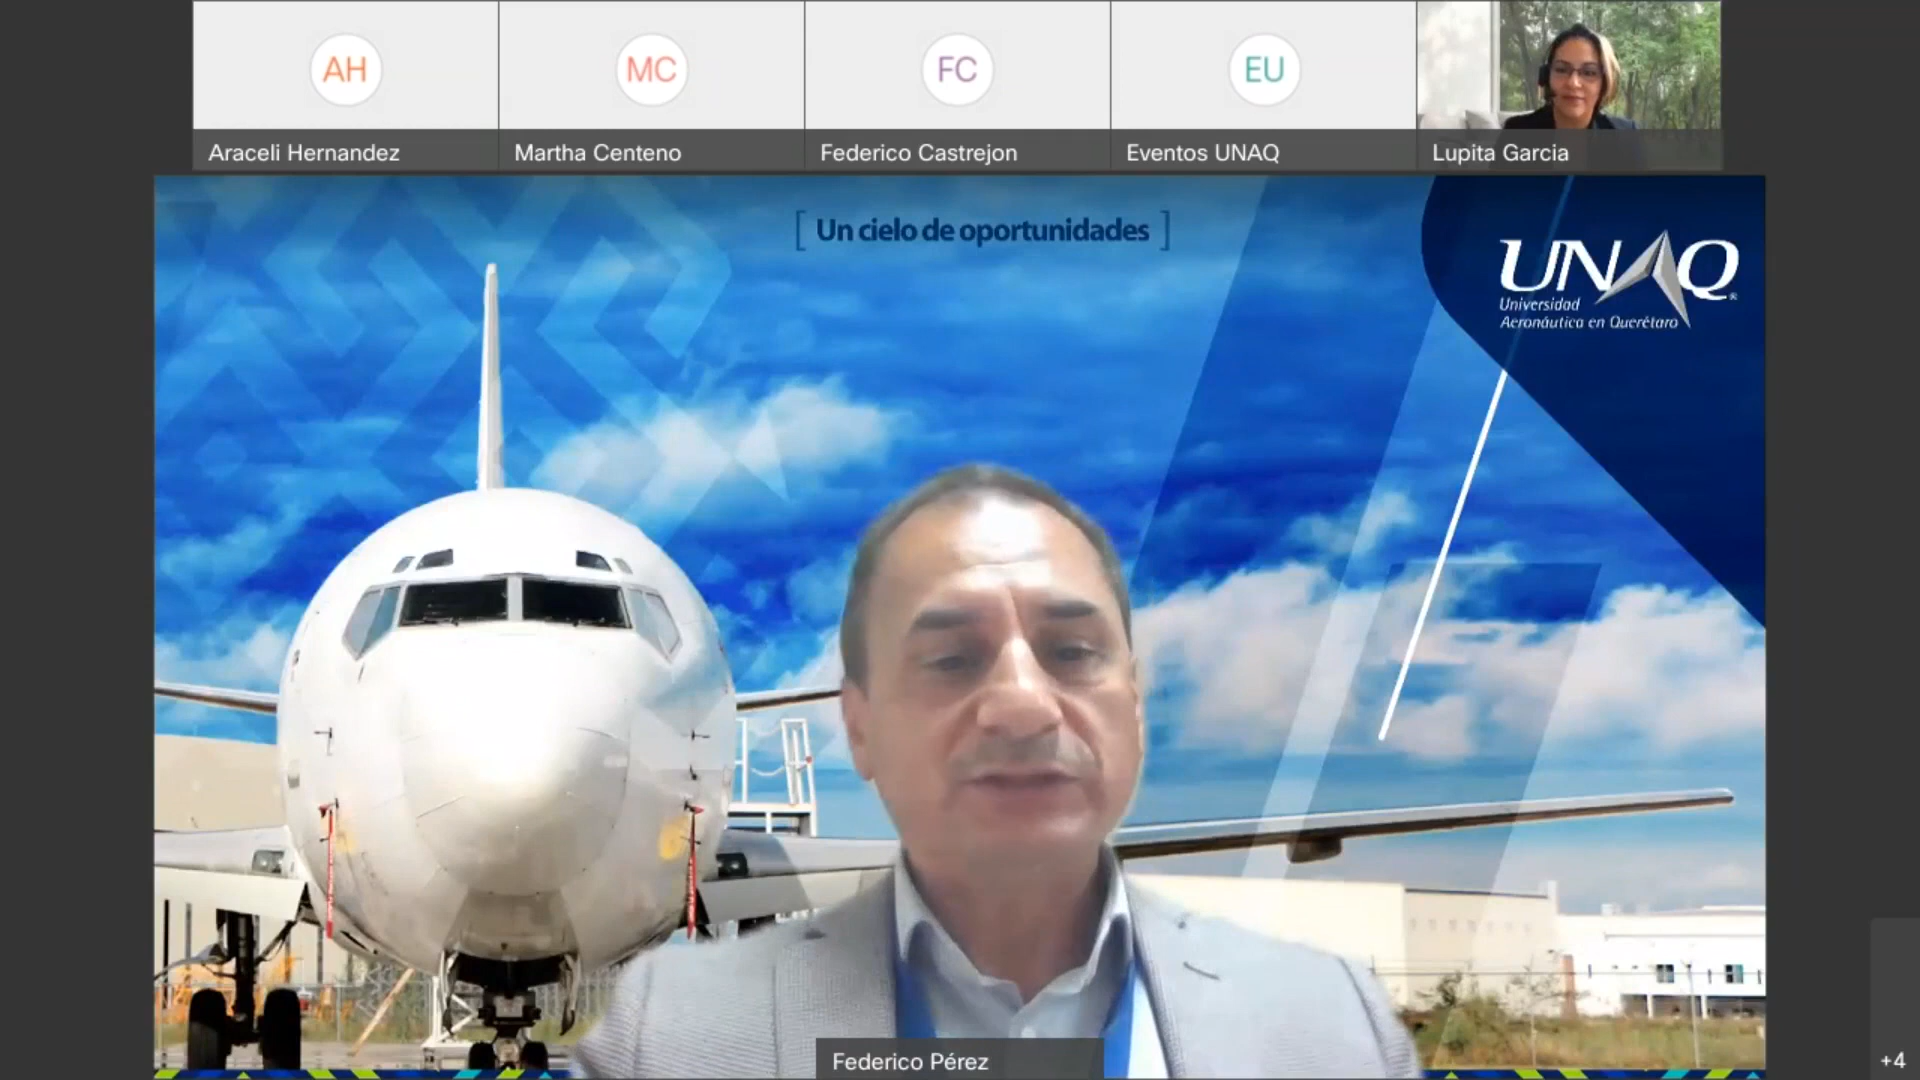 AH
MC
FC
EU
Araceli Hernandez
Martha Centeno
Federico Castrejon
Eventos UNAQ
Lupita Garcia
[ Un cielo de oportunidades ]
UNAQ®
Universidad
Aeronáutica en Querétaro
Federico Pérez
+4